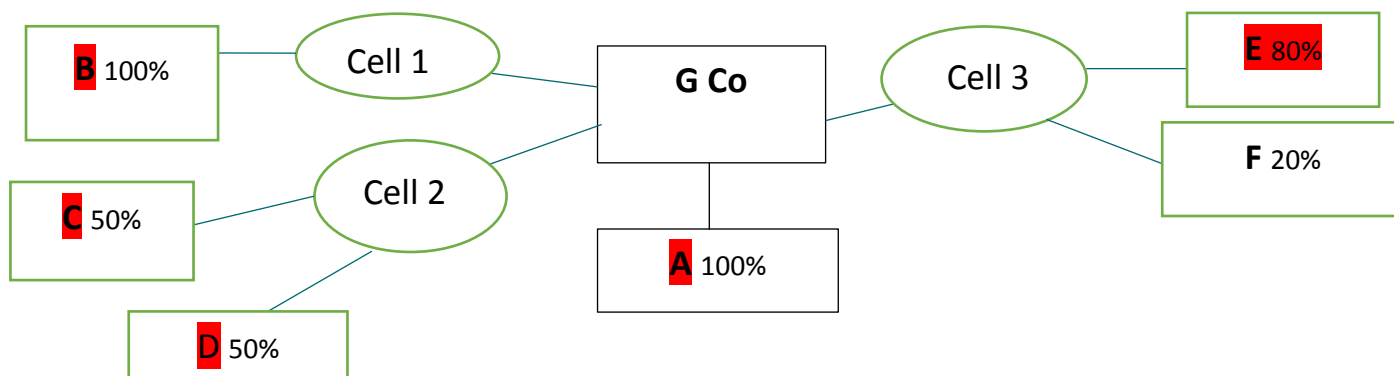 B 100%
Cell 1
G Co
Cell 3
E 80%
F 20%
C 50%
Cell 2
A 100%
D 50%